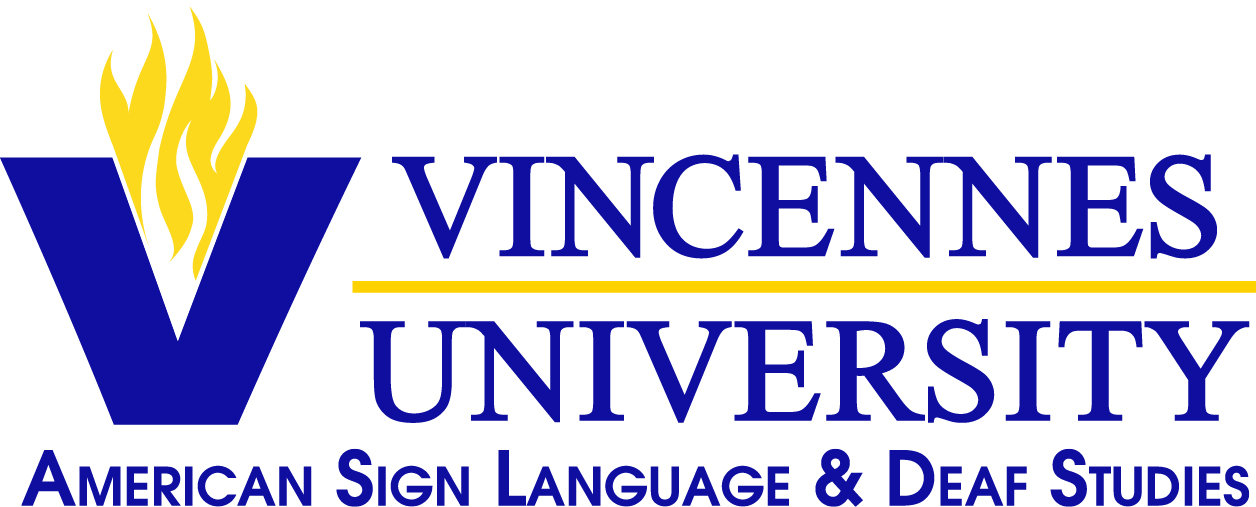 VINCENNES
UNIVERSITY
AMERICAN SIGN LANGUAGE & DEAF STUDIES